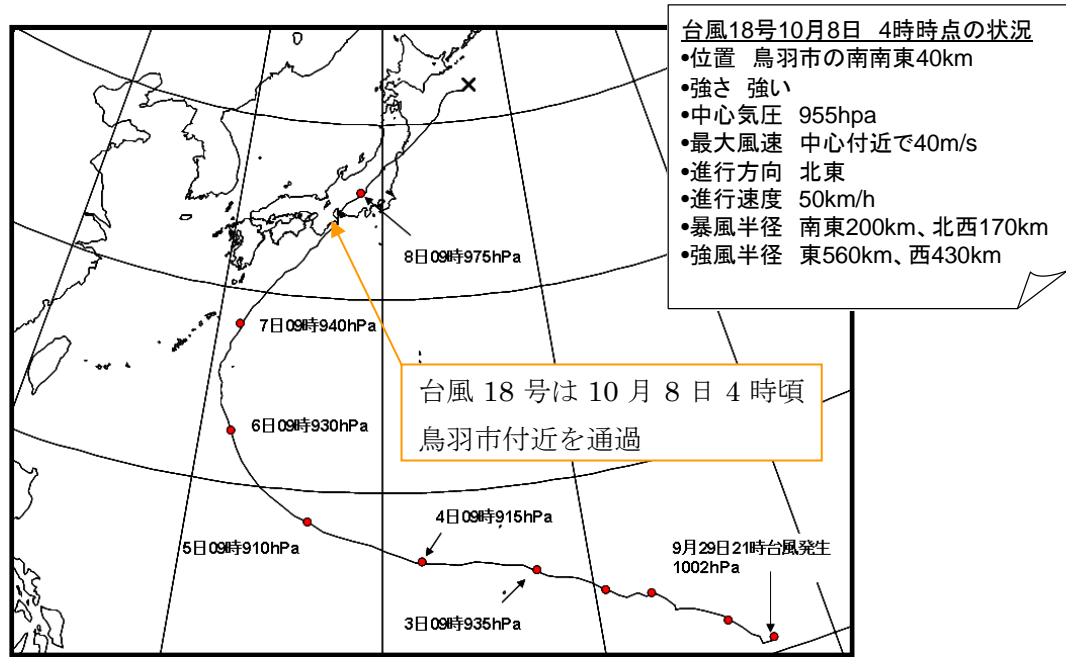 台風18号10月8日 4時時点の状況
•位置 鳥羽市の南南東40km
•強さ 強い
•中心気圧 955hpa
•最大風速 中心付近で40m/s
•進行方向 北東
•進行速度 50km/h
•暴風半径 南東200km、北西170km
•強風半径 東560km、西430km
8日09時975hPa
7日09時940hPa
台風 18 号は 10 月 8 日 4 時頃
鳥羽市付近を通過
6日09時930hPa
4日09時915hPa
5日09時910hPa
9月29日21時台風発生
1002hPa
3日09時935hPa